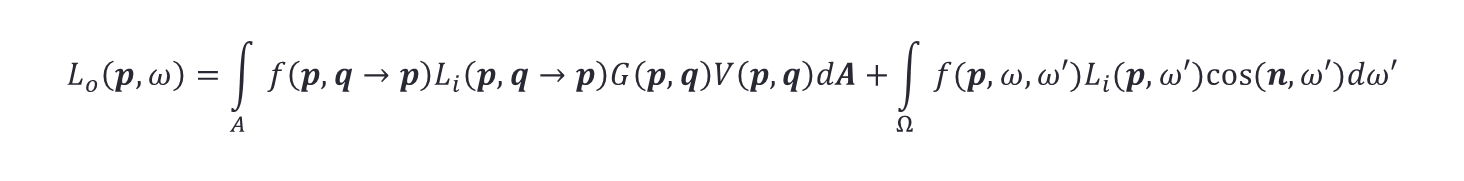 L_o(p, ω) = ∫_A f(p, q → p)L_i(p, q → p)G(p, q)V(p, q)dA + ∫_Ω f(p, ω, ω′)L_i(p, ω′)cos(n, ω′)dω′